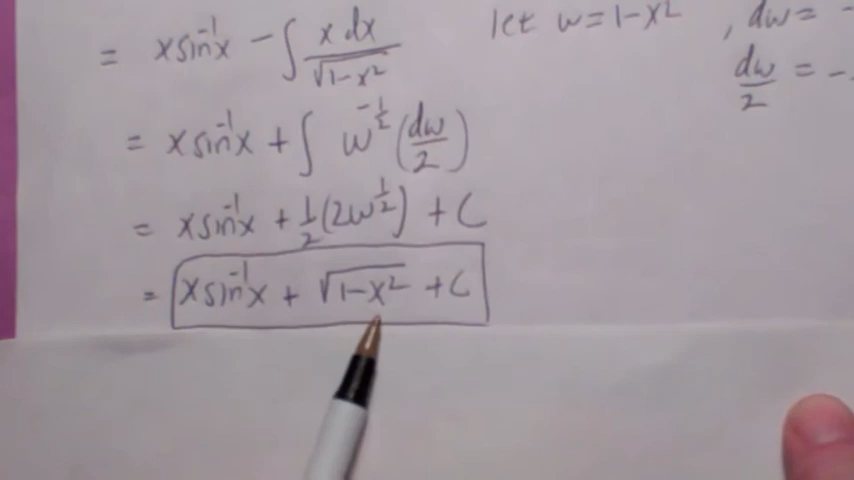 = x sin⁻¹x − ∫ x dx / √(1−x²) let w = 1−x² , dw = -
dw/2 = -
= x sin⁻¹x + ∫ w^(-1/2) (dw/2)
= x sin⁻¹x + 1/2 (2w^(1/2)) + C
= x sin⁻¹x + √(1−x²) + C